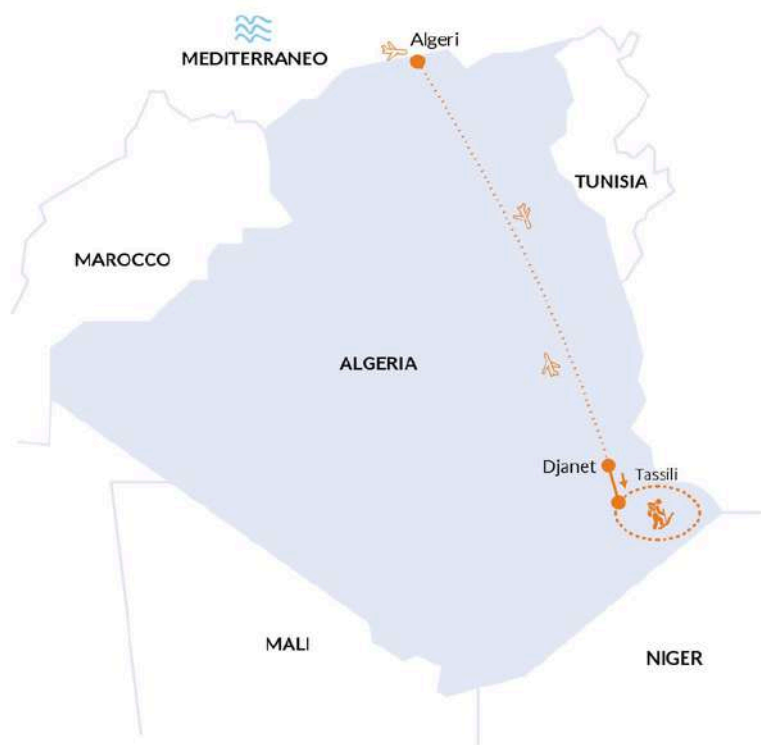 Algeri
MEDITERRANEO
TUNISIA
MAROCCO
ALGERIA
Djanet
Tassili
MALI
NIGER